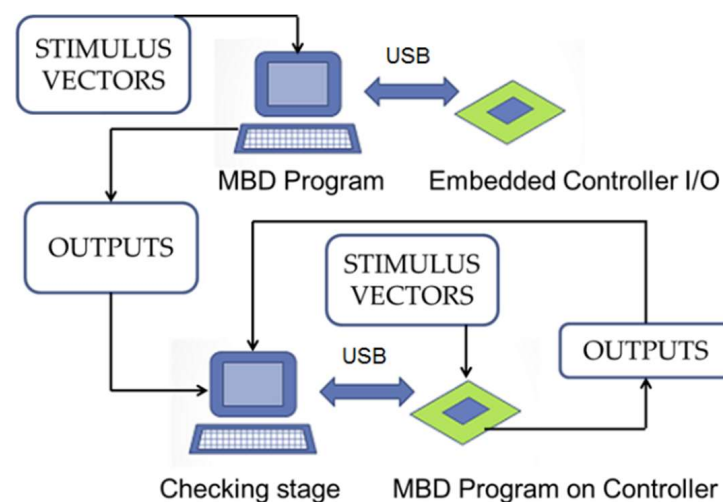 STIMULUS
VECTORS
USB
MBD Program
Embedded Controller I/O
OUTPUTS
STIMULUS
VECTORS
USB
OUTPUTS
Checking stage
MBD Program on Controller